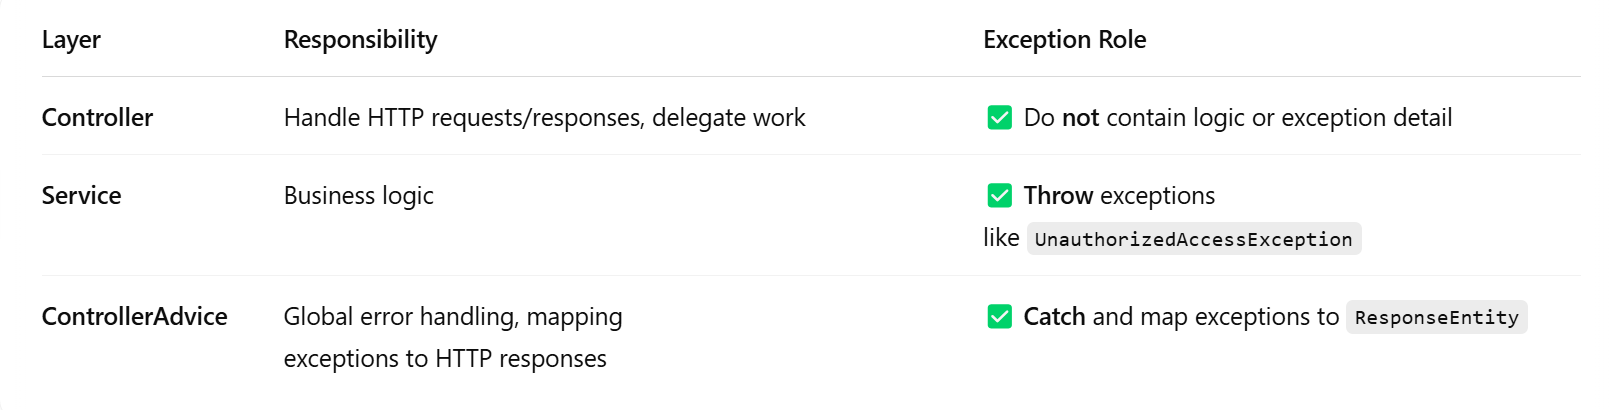 Layer Responsibility Exception Role
Controller Handle HTTP requests/responses, delegate work ✅ Do not contain logic or exception detail
Service Business logic ✅ Throw exceptions
like UnauthorizedAccessException
ControllerAdvice Global error handling, mapping ✅ Catch and map exceptions to ResponseEntity
exceptions to HTTP responses